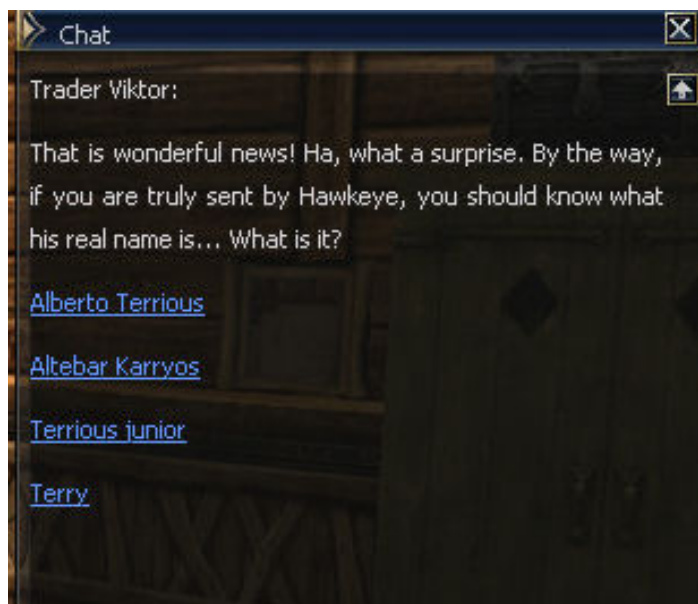 Chat
Trader Viktor:
That is wonderful news! Ha, what a surprise. By the way,
if you are truly sent by Hawkeye, you should know what
his real name is... What is it?
Alberto Terrious
Altebar Karryos
Terrious junior
Terry